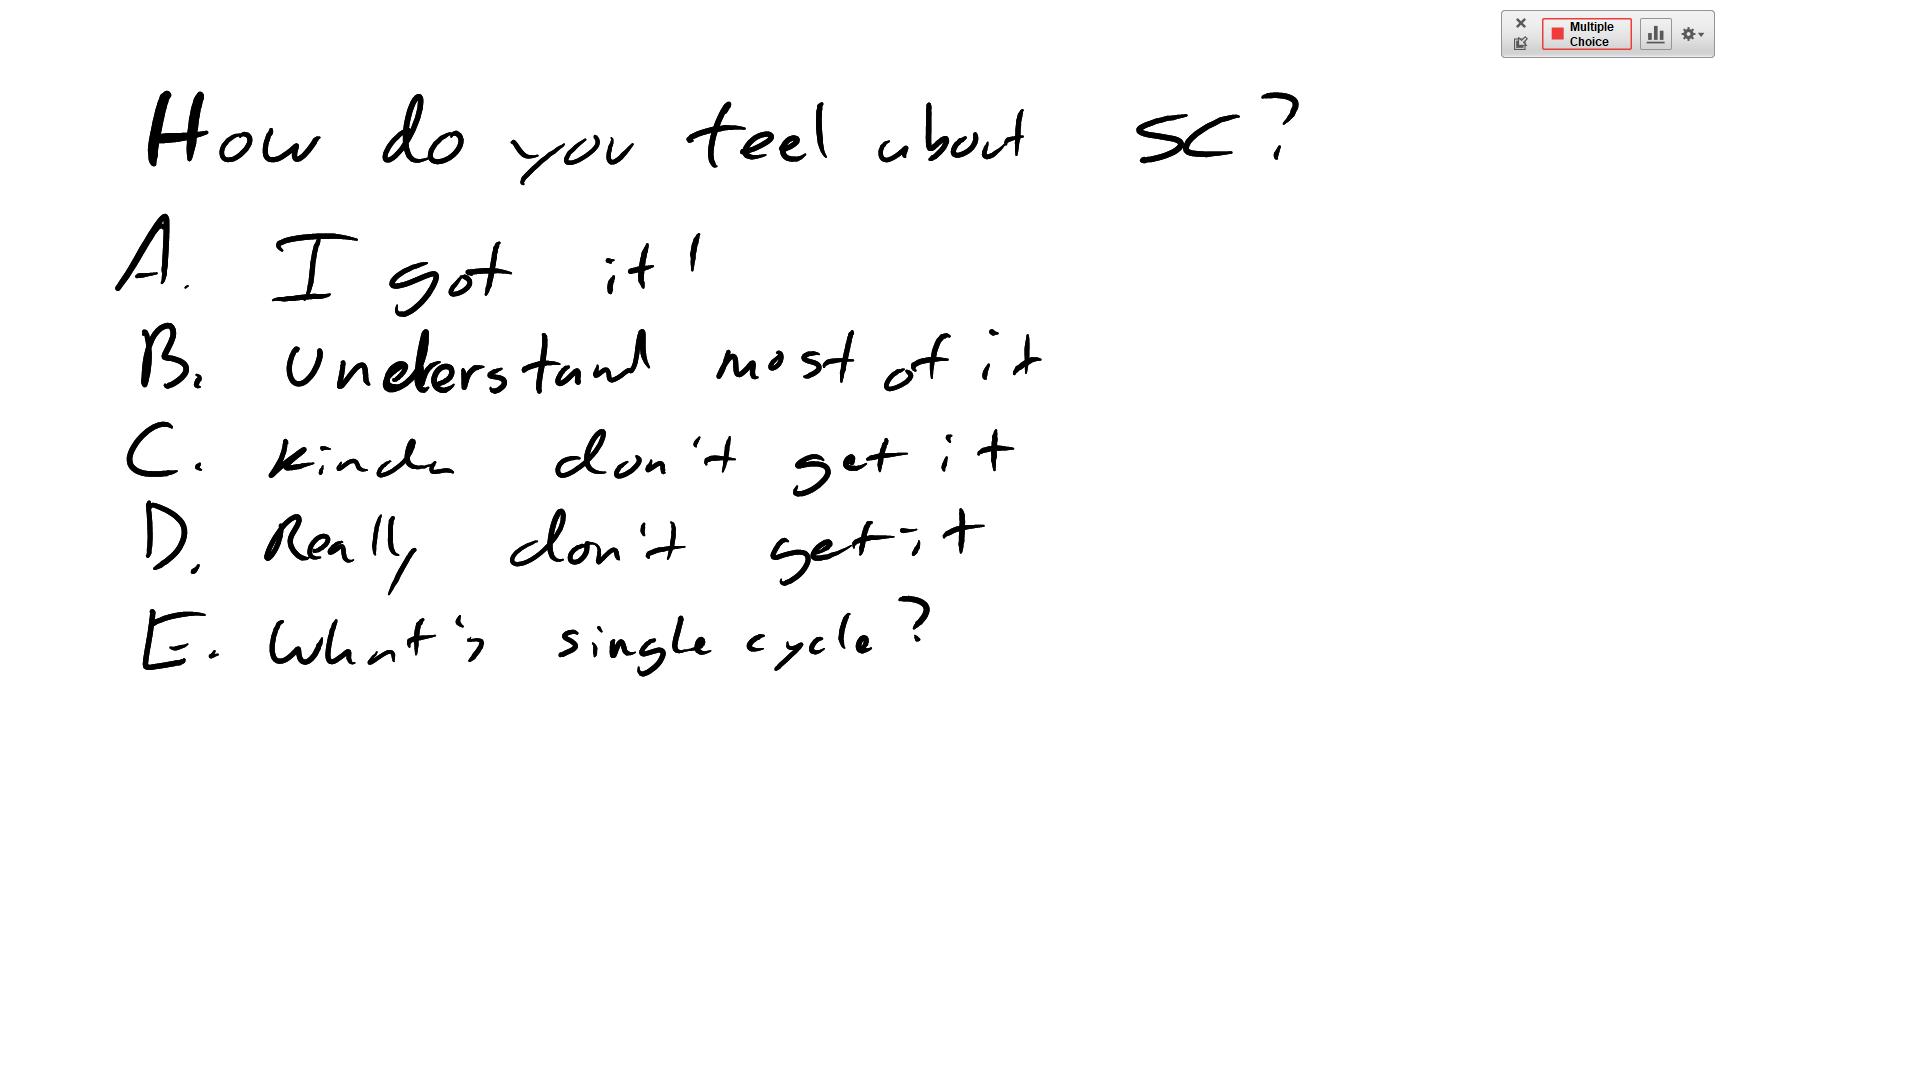 Multiple
Choice
How do you feel about SC?
A. I got it!
B. Understand most of it
C. Kinda don't get it
D. Really don't get it
E. What's single cycle?